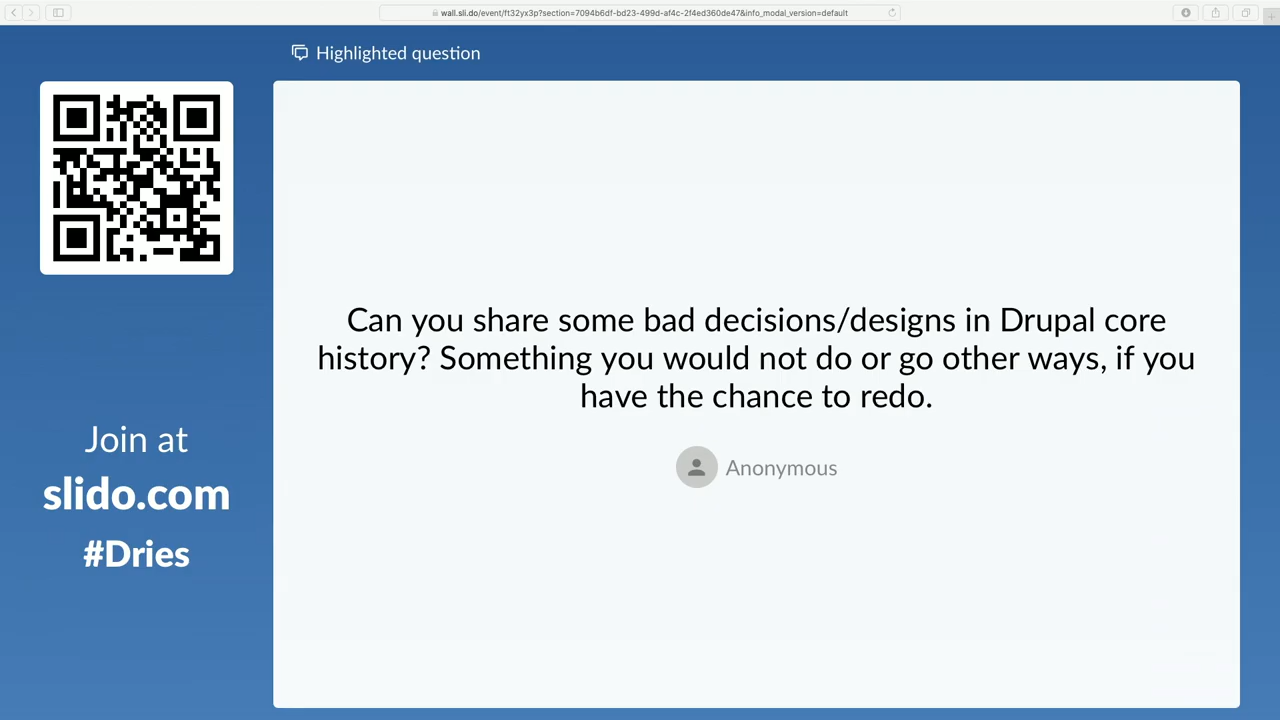 wall.sli.do/event/ft32yx3p?section=7094b6df-bd23-499d-af4c-2f4ed360de47&info_modal_version=default
Highlighted question
Can you share some bad decisions/designs in Drupal core
history? Something you would not do or go other ways, if you
have the chance to redo.
Anonymous
Join at
slido.com
#Dries